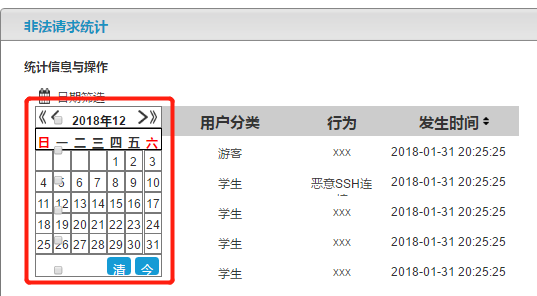 非法请求统计
统计信息与操作
日期筛选
2018年12
用户分类 行为 发生时间
日 一 二 三 四 五 六
1 2 3
游客 xxx 2018-01-31 20:25:25
4 5 6 7 8 9 10
学生 恶意SSH连 2018-01-31 20:25:25
11 12 13 14 15 16 17
学生 xxx 2018-01-31 20:25:25
18 19 20 21 22 23 24
25 26 27 28 29 30 31
学生 xxx 2018-01-31 20:25:25
清 今
学生 xxx 2018-01-31 20:25:25